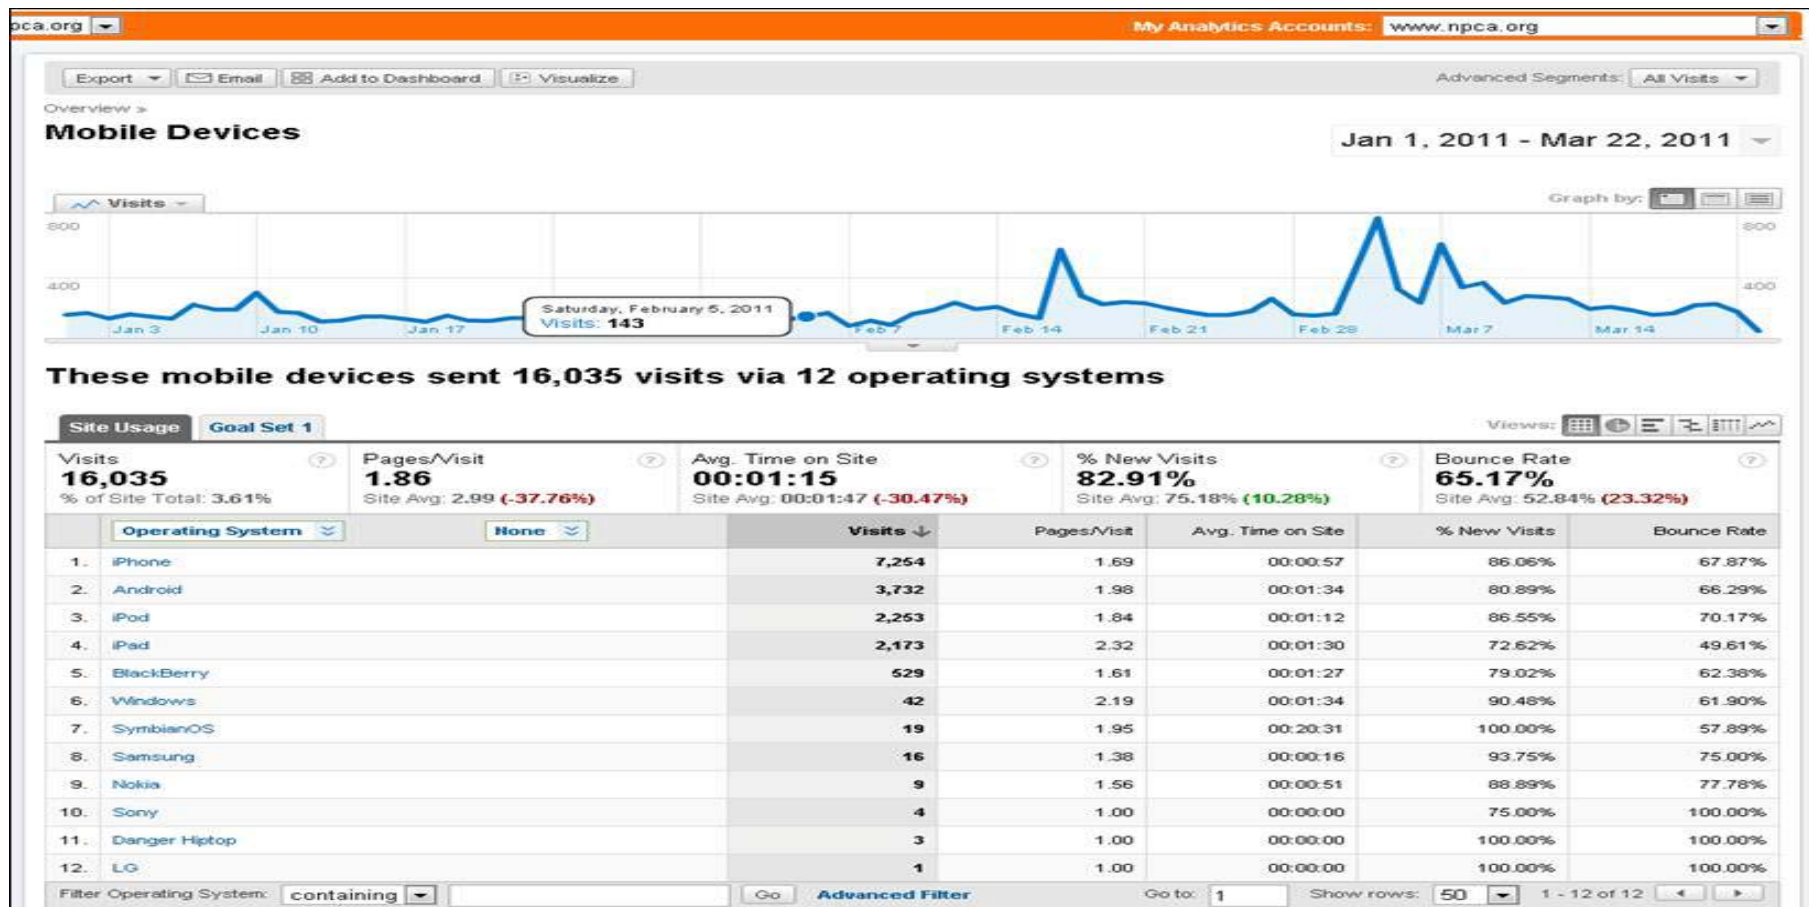 pca.org My Analytics Accounts: www.npca.org
Export Email Add to Dashboard Visualize Advanced Segments: All Visits
Overview »
Mobile Devices
Jan 1, 2011 - Mar 22, 2011
Visits Graph by:
800 800
400 400
Saturday, February 5, 2011
Visits: 143
Jan 3 Jan 10 Jan 17 Feb 7 Feb 14 Feb 21 Feb 28 Mar 7 Mar 14
These mobile devices sent 16,035 visits via 12 operating systems
Site Usage Goal Set 1 Views:
Visits Pages/Visit Avg. Time on Site % New Visits Bounce Rate
16,035 1.86 00:01:15 82.91% 65.17%
% of Site Total: 3.61% Site Avg: 2.99 (-37.76%) Site Avg: 00:01:47 (-30.47%) Site Avg: 75.18% (10.28%) Site Avg: 52.84% (23.32%)
Operating System None Visits Pages/Visit Avg. Time on Site % New Visits Bounce Rate
1. iPhone 7,254 1.69 00:00:57 86.06% 67.87%
2. Android 3,732 1.98 00:01:34 80.89% 66.29%
3. iPod 2,253 1.84 00:01:12 86.55% 70.17%
4. iPad 2,173 2.32 00:01:30 72.62% 49.61%
5. BlackBerry 529 1.61 00:01:27 79.02% 62.38%
6. Windows 42 2.19 00:01:34 90.48% 61.90%
7. SymbianOS 19 1.95 00:20:31 100.00% 57.89%
8. Samsung 16 1.38 00:00:16 93.75% 75.00%
9. Nokia 9 1.56 00:00:51 88.89% 77.78%
10. Sony 4 1.00 00:00:00 75.00% 100.00%
11. Danger Hiptop 3 1.00 00:00:00 100.00% 100.00%
12. LG 1 1.00 00:00:00 100.00% 100.00%
Filter Operating System: containing Go Advanced Filter Go to: 1 Show rows: 50 1 - 12 of 12